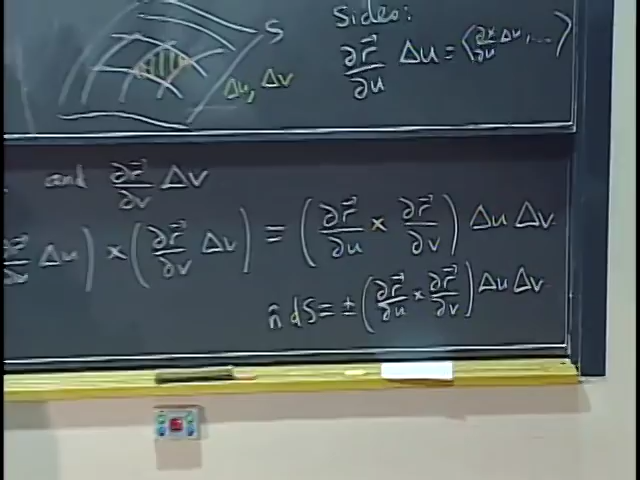 S
Δu, Δv
Sides:
∂r⃗/∂u Δu = ⟨∂x/∂u Δu, ...⟩
and ∂r⃗/∂v Δv
∂r⃗/∂u Δu) × (∂r⃗/∂v Δv) = (∂r⃗/∂u × ∂r⃗/∂v) Δu Δv
n̂ dS = ± (∂r⃗/∂u × ∂r⃗/∂v) Δu Δv